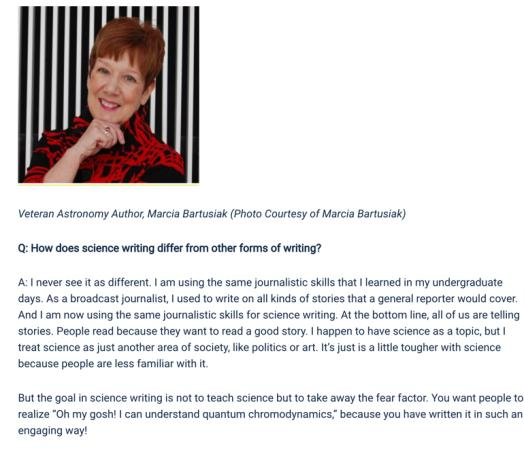 Veteran Astronomy Author, Marcia Bartusiak (Photo Courtesy of Marcia Bartusiak)
Q: How does science writing differ from other forms of writing?
A: I never see it as different. I am using the same journalistic skills that I learned in my undergraduate
days. As a broadcast journalist, I used to write on all kinds of stories that a general reporter would cover.
And I am now using the same journalistic skills for science writing. At the bottom line, all of us are telling
stories. People read because they want to read a good story. I happen to have science as a topic, but I
treat science as just another area of society, like politics or art. It’s just is a little tougher with science
because people are less familiar with it.
But the goal in science writing is not to teach science but to take away the fear factor. You want people to
realize “Oh my gosh! I can understand quantum chromodynamics,” because you have written it in such an
engaging way!